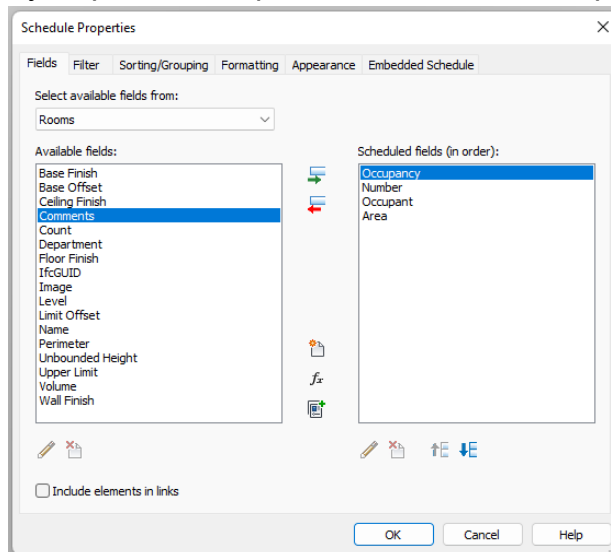 Schedule Properties
Fields Filter Sorting/Grouping Formatting Appearance Embedded Schedule
Select available fields from:
Rooms
Available fields:
Base Finish
Base Offset
Ceiling Finish
Comments
Count
Department
Floor Finish
IfcGUID
Image
Level
Limit Offset
Name
Perimeter
Unbounded Height
Upper Limit
Volume
Wall Finish
fx
Scheduled fields (in order):
Occupancy
Number
Occupant
Area
Include elements in links
OK Cancel Help